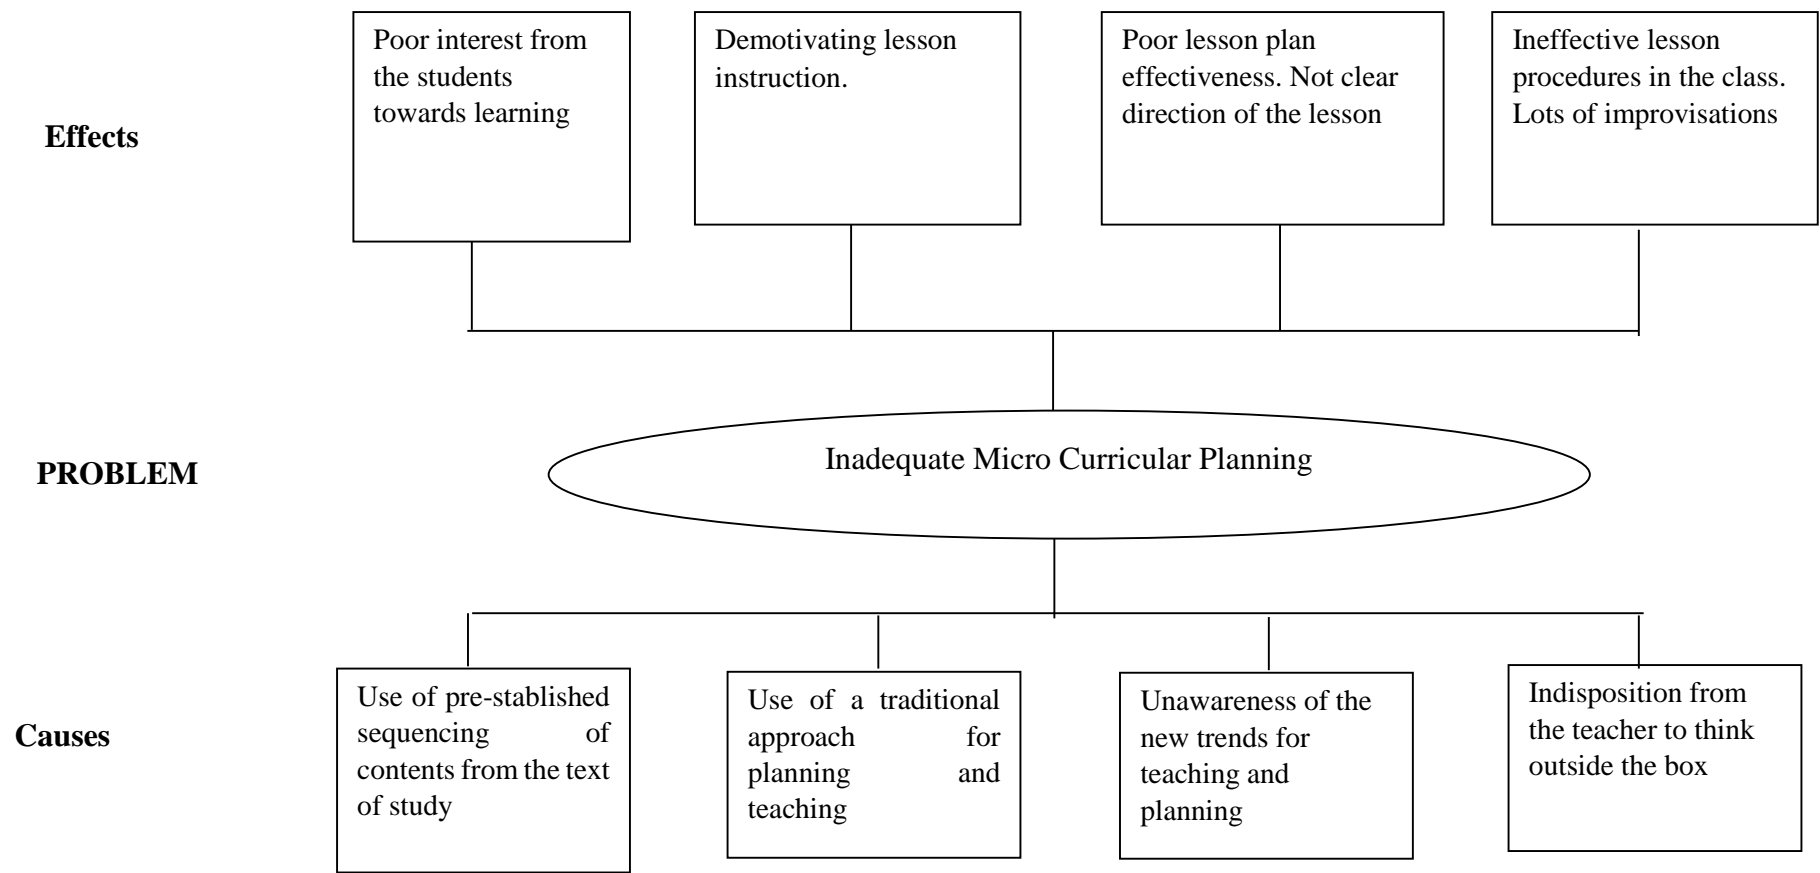 Effects
Poor interest from
the students
towards learning
Demotivating lesson
instruction.
Poor lesson plan
effectiveness. Not clear
direction of the lesson
Ineffective lesson
procedures in the class.
Lots of improvisations
PROBLEM
Inadequate Micro Curricular Planning
Causes
Use of pre-stablished
sequencing of
contents from the text
of study
Use of a traditional
approach for
planning and
teaching
Unawareness of the
new trends for
teaching and
planning
Indisposition from
the teacher to think
outside the box